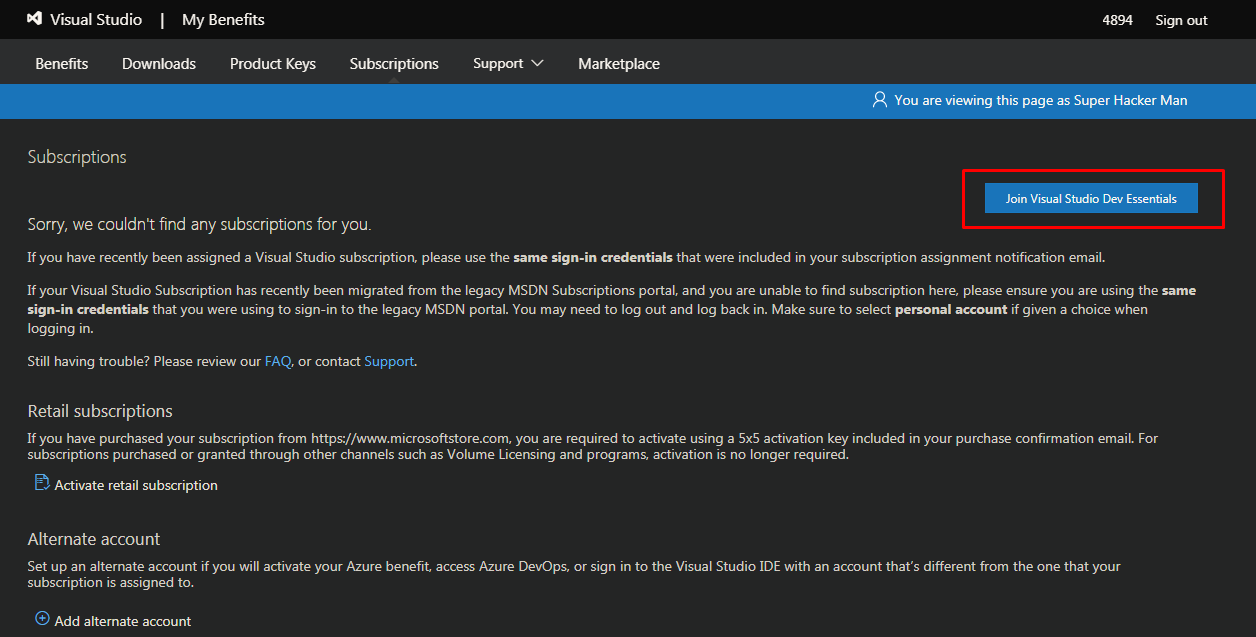 Visual Studio | My Benefits 4894 Sign out
Benefits Downloads Product Keys Subscriptions Support Marketplace
You are viewing this page as Super Hacker Man
Subscriptions
Join Visual Studio Dev Essentials
Sorry, we couldn't find any subscriptions for you.
If you have recently been assigned a Visual Studio subscription, please use the same sign-in credentials that were included in your subscription assignment notification email.
If your Visual Studio Subscription has recently been migrated from the legacy MSDN Subscriptions portal, and you are unable to find subscription here, please ensure you are using the same
sign-in credentials that you were using to sign-in to the legacy MSDN portal. You may need to log out and log back in. Make sure to select personal account if given a choice when
logging in.
Still having trouble? Please review our FAQ, or contact Support.
Retail subscriptions
If you have purchased your subscription from https://www.microsoftstore.com, you are required to activate using a 5x5 activation key included in your purchase confirmation email. For
subscriptions purchased or granted through other channels such as Volume Licensing and programs, activation is no longer required.
Activate retail subscription
Alternate account
Set up an alternate account if you will activate your Azure benefit, access Azure DevOps, or sign in to the Visual Studio IDE with an account that's different from the one that your
subscription is assigned to.
Add alternate account